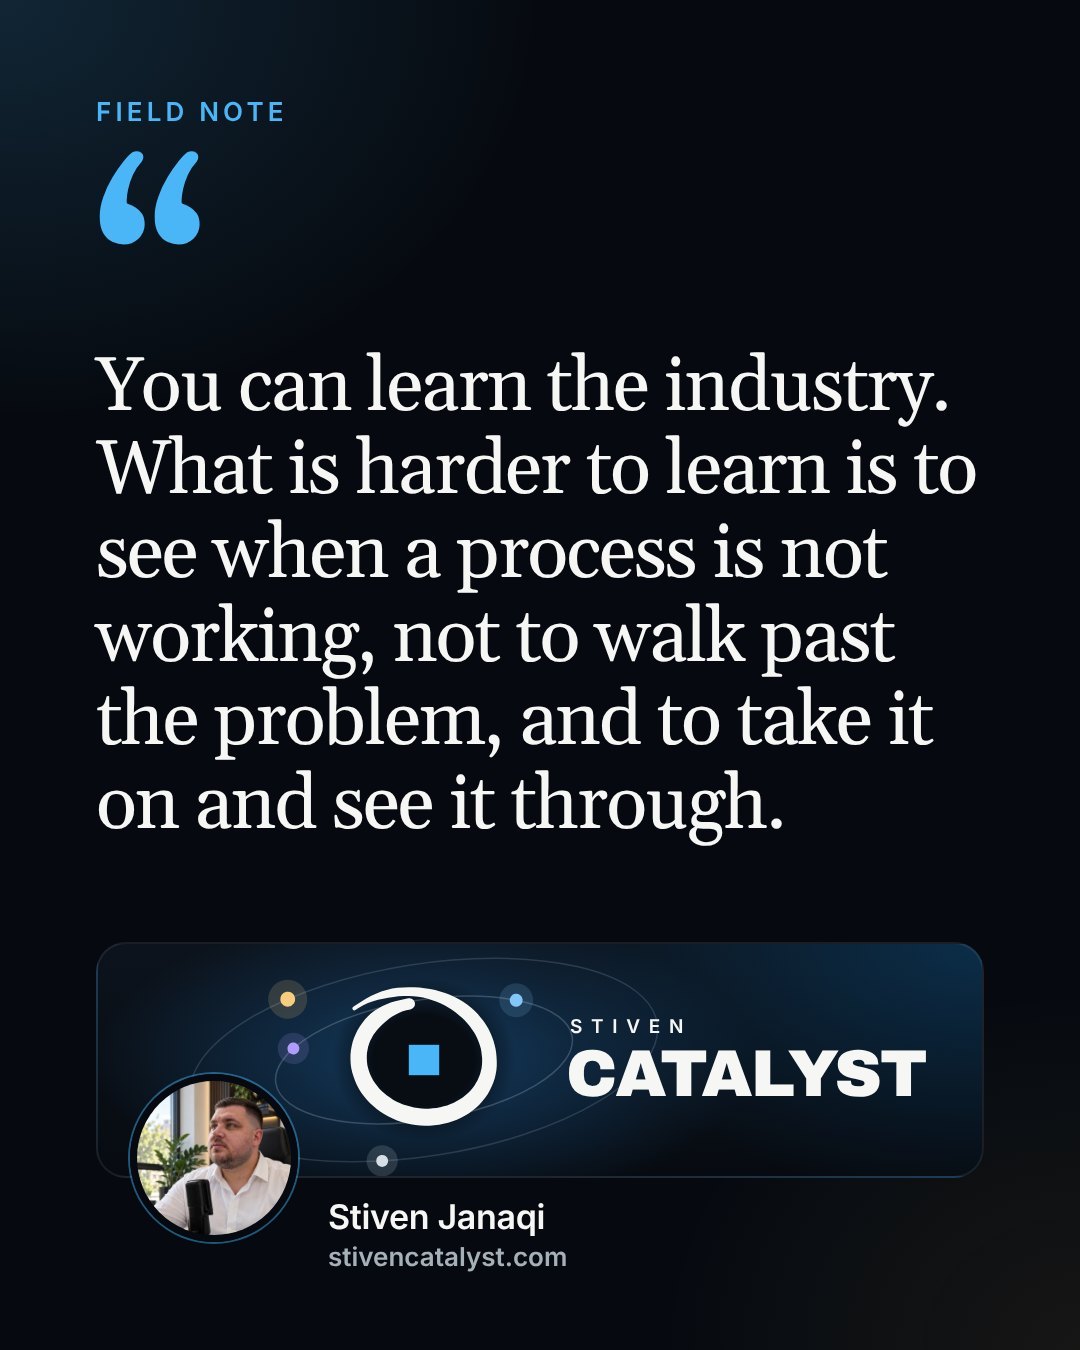 FIELD NOTE
“
You can learn the industry.
What is harder to learn is to
see when a process is not
working, not to walk past
the problem, and to take it
on and see it through.
STIVEN
CATALYST
Stiven Janaqi
stivencatalyst.com